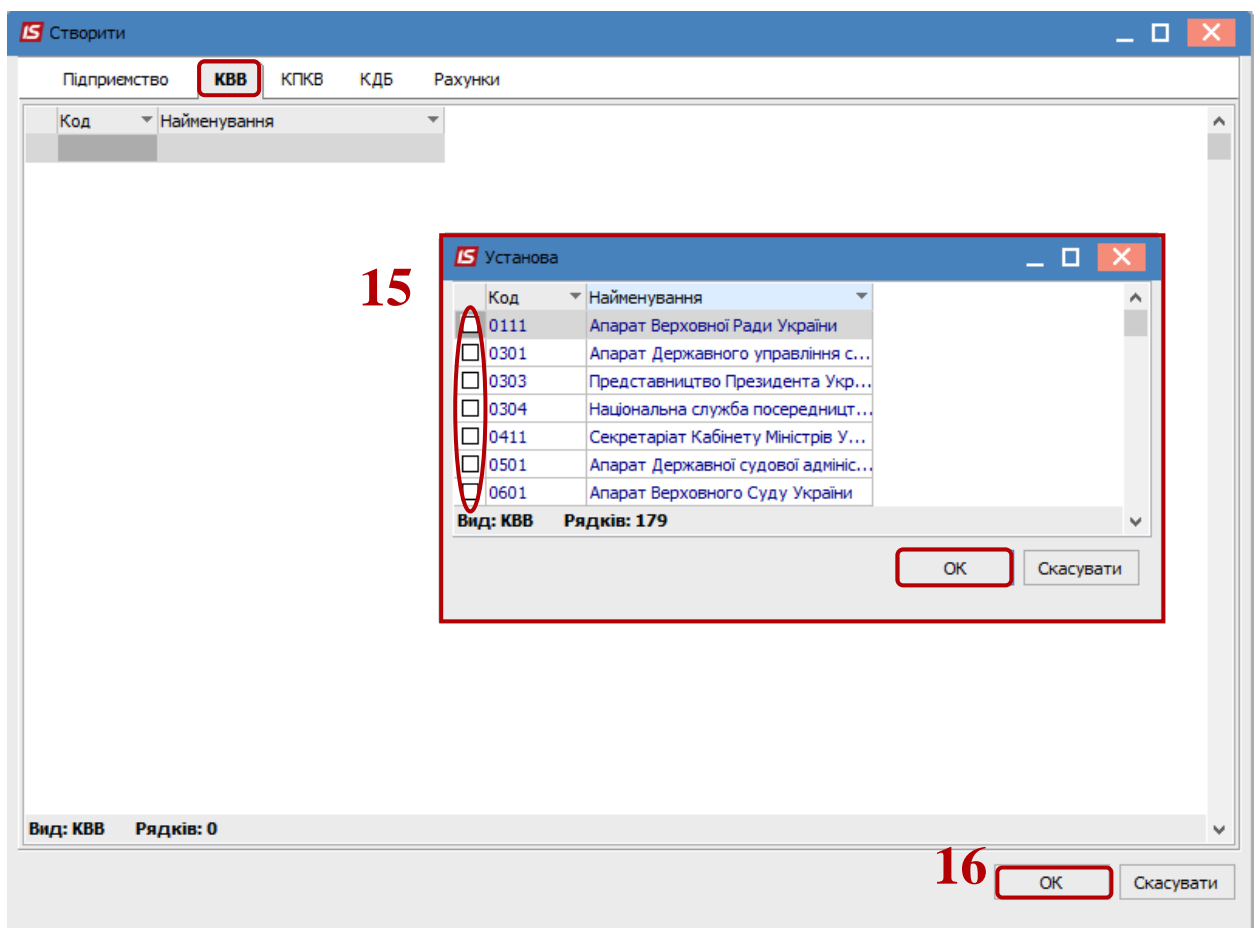 IS Створити
Підприємство КВВ КПКВ КДБ Рахунки
Код Найменування
IS Установа
15
Код Найменування
0111 Апарат Верховної Ради України
0301 Апарат Державного управління с...
0303 Представництво Президента Укр...
0304 Національна служба посередницт...
0411 Секретаріат Кабінету Міністрів У...
0501 Апарат Державної судової адмініс...
0601 Апарат Верховного Суду України
Вид: КВВ Рядків: 179
ОК Скасувати
Вид: КВВ Рядків: 0
16
ОК Скасувати